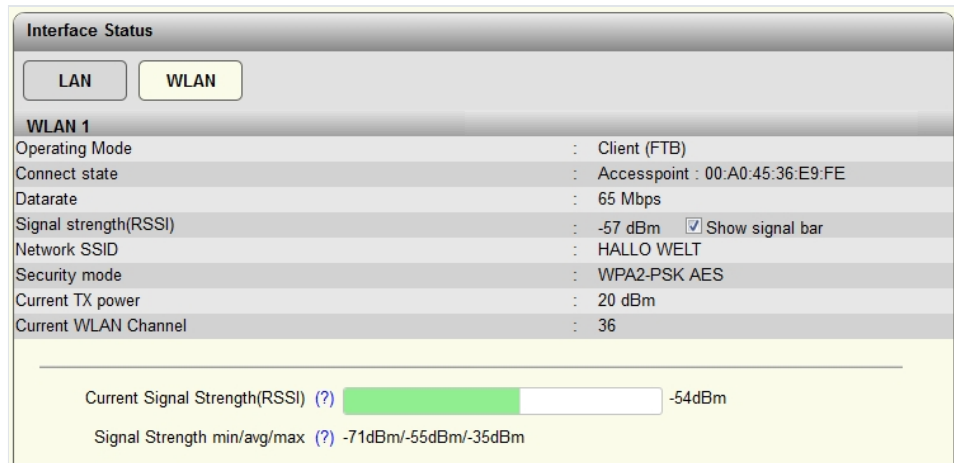 Interface Status
LAN WLAN
WLAN 1
Operating Mode : Client (FTB)
Connect state : Accesspoint : 00:A0:45:36:E9:FE
Datarate : 65 Mbps
Signal strength(RSSI) : -57 dBm Show signal bar
Network SSID : HALLO WELT
Security mode : WPA2-PSK AES
Current TX power : 20 dBm
Current WLAN Channel : 36
Current Signal Strength(RSSI) (?) -54dBm
Signal Strength min/avg/max (?) -71dBm/-55dBm/-35dBm